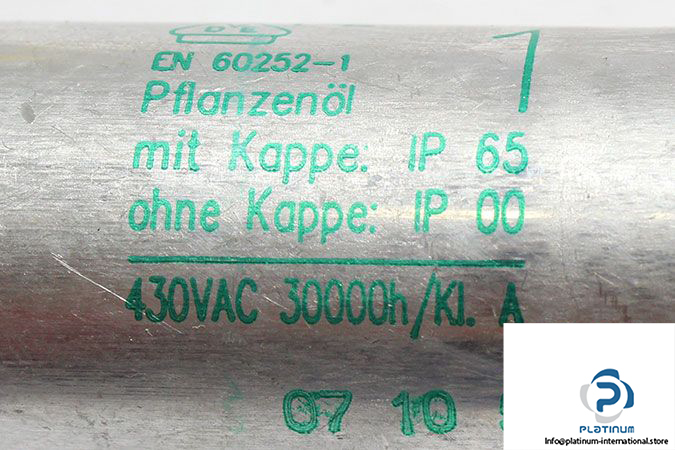 EN 60252-1
Pflanzenöl
1
mit Kappe: IP 65
ohne Kappe: IP 00
430VAC 30000h/Kl. A
07 10
PLATINUM
Info@platinum-international.store